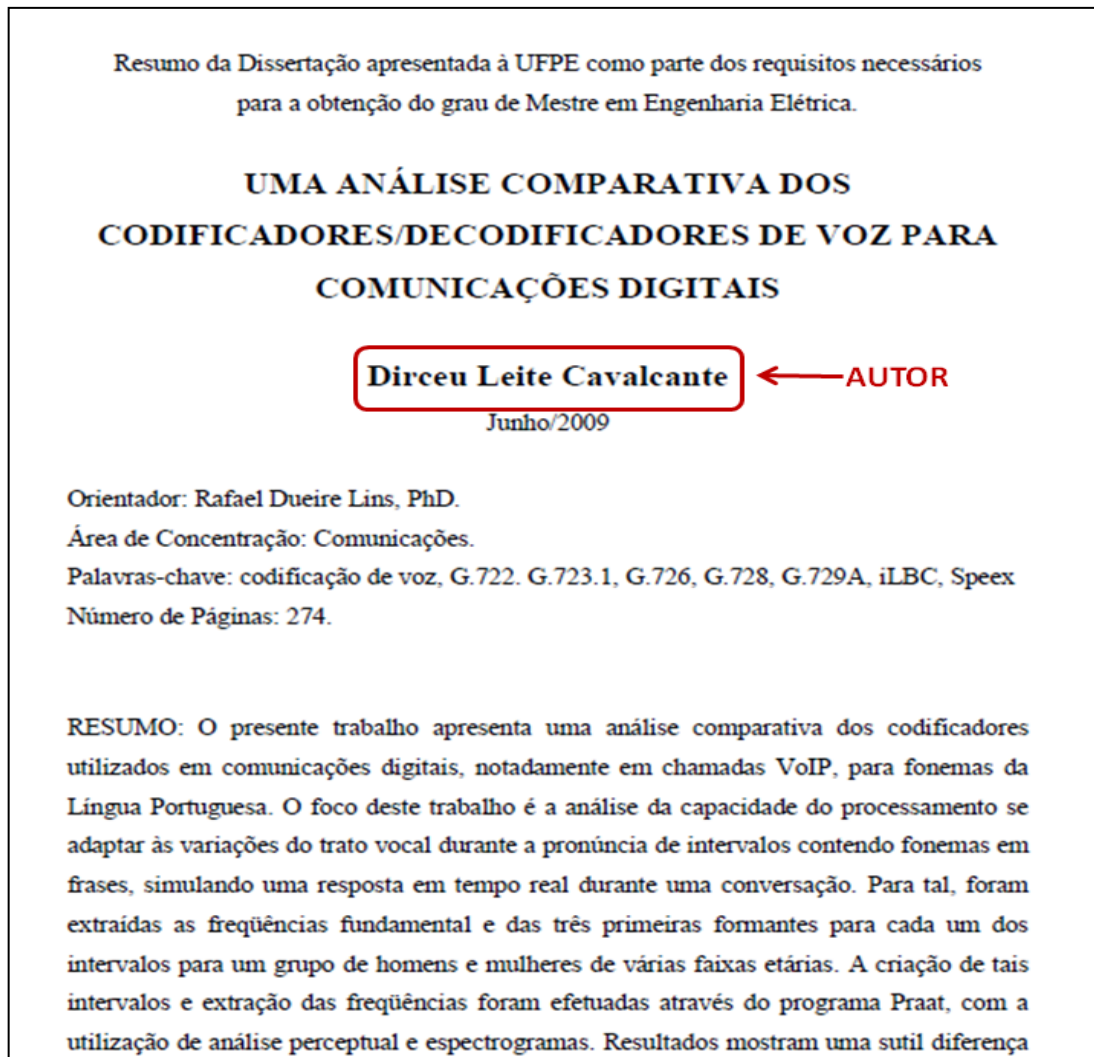 Resumo da Dissertação apresentada à UFPE como parte dos requisitos necessários
para a obtenção do grau de Mestre em Engenharia Elétrica.
UMA ANÁLISE COMPARATIVA DOS
CODIFICADORES/DECODIFICADORES DE VOZ PARA
COMUNICAÇÕES DIGITAIS
Dirceu Leite Cavalcante AUTOR
Junho/2009
Orientador: Rafael Dueire Lins, PhD.
Área de Concentração: Comunicações.
Palavras-chave: codificação de voz, G.722. G.723.1, G.726, G.728, G.729A, iLBC, Speex
Número de Páginas: 274.
RESUMO: O presente trabalho apresenta uma análise comparativa dos codificadores
utilizados em comunicações digitais, notadamente em chamadas VoIP, para fonemas da
Língua Portuguesa. O foco deste trabalho é a análise da capacidade do processamento se
adaptar às variações do trato vocal durante a pronúncia de intervalos contendo fonemas em
frases, simulando uma resposta em tempo real durante uma conversação. Para tal, foram
extraídas as freqüências fundamental e das três primeiras formantes para cada um dos
intervalos para um grupo de homens e mulheres de várias faixas etárias. A criação de tais
intervalos e extração das freqüências foram efetuadas através do programa Praat, com a
utilização de análise perceptual e espectrogramas. Resultados mostram uma sutil diferença